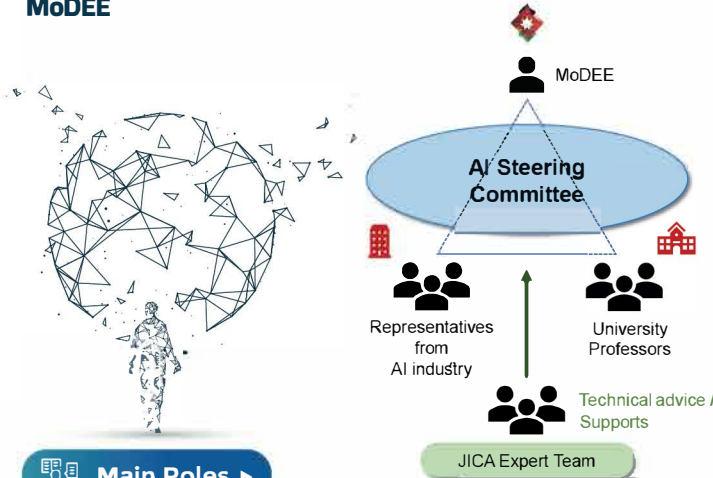 MoDEE
MoDEE
AI Steering
Committee
Representatives
from
AI industry
University
Professors
Technical advice
Supports
JICA Expert Team
Main Roles